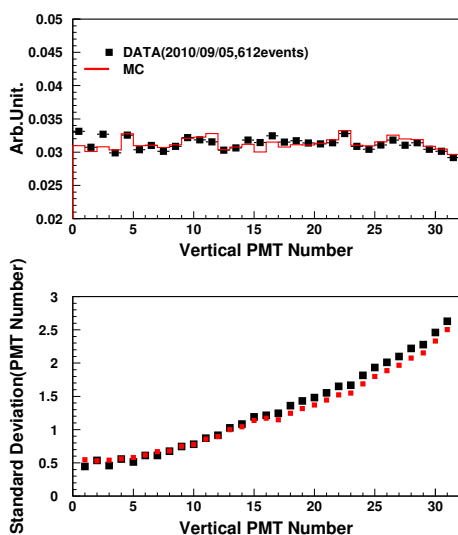 0.05
0.045
0.04
0.035
0.03
0.025
0.02
Arb.Unit.
DATA(2010/09/05,612events)
MC
0 5 10 15 20 25 30
Vertical PMT Number
3
2.5
2
1.5
1
0.5
0
Standard Deviation(PMT Number)
0 5 10 15 20 25 30
Vertical PMT Number